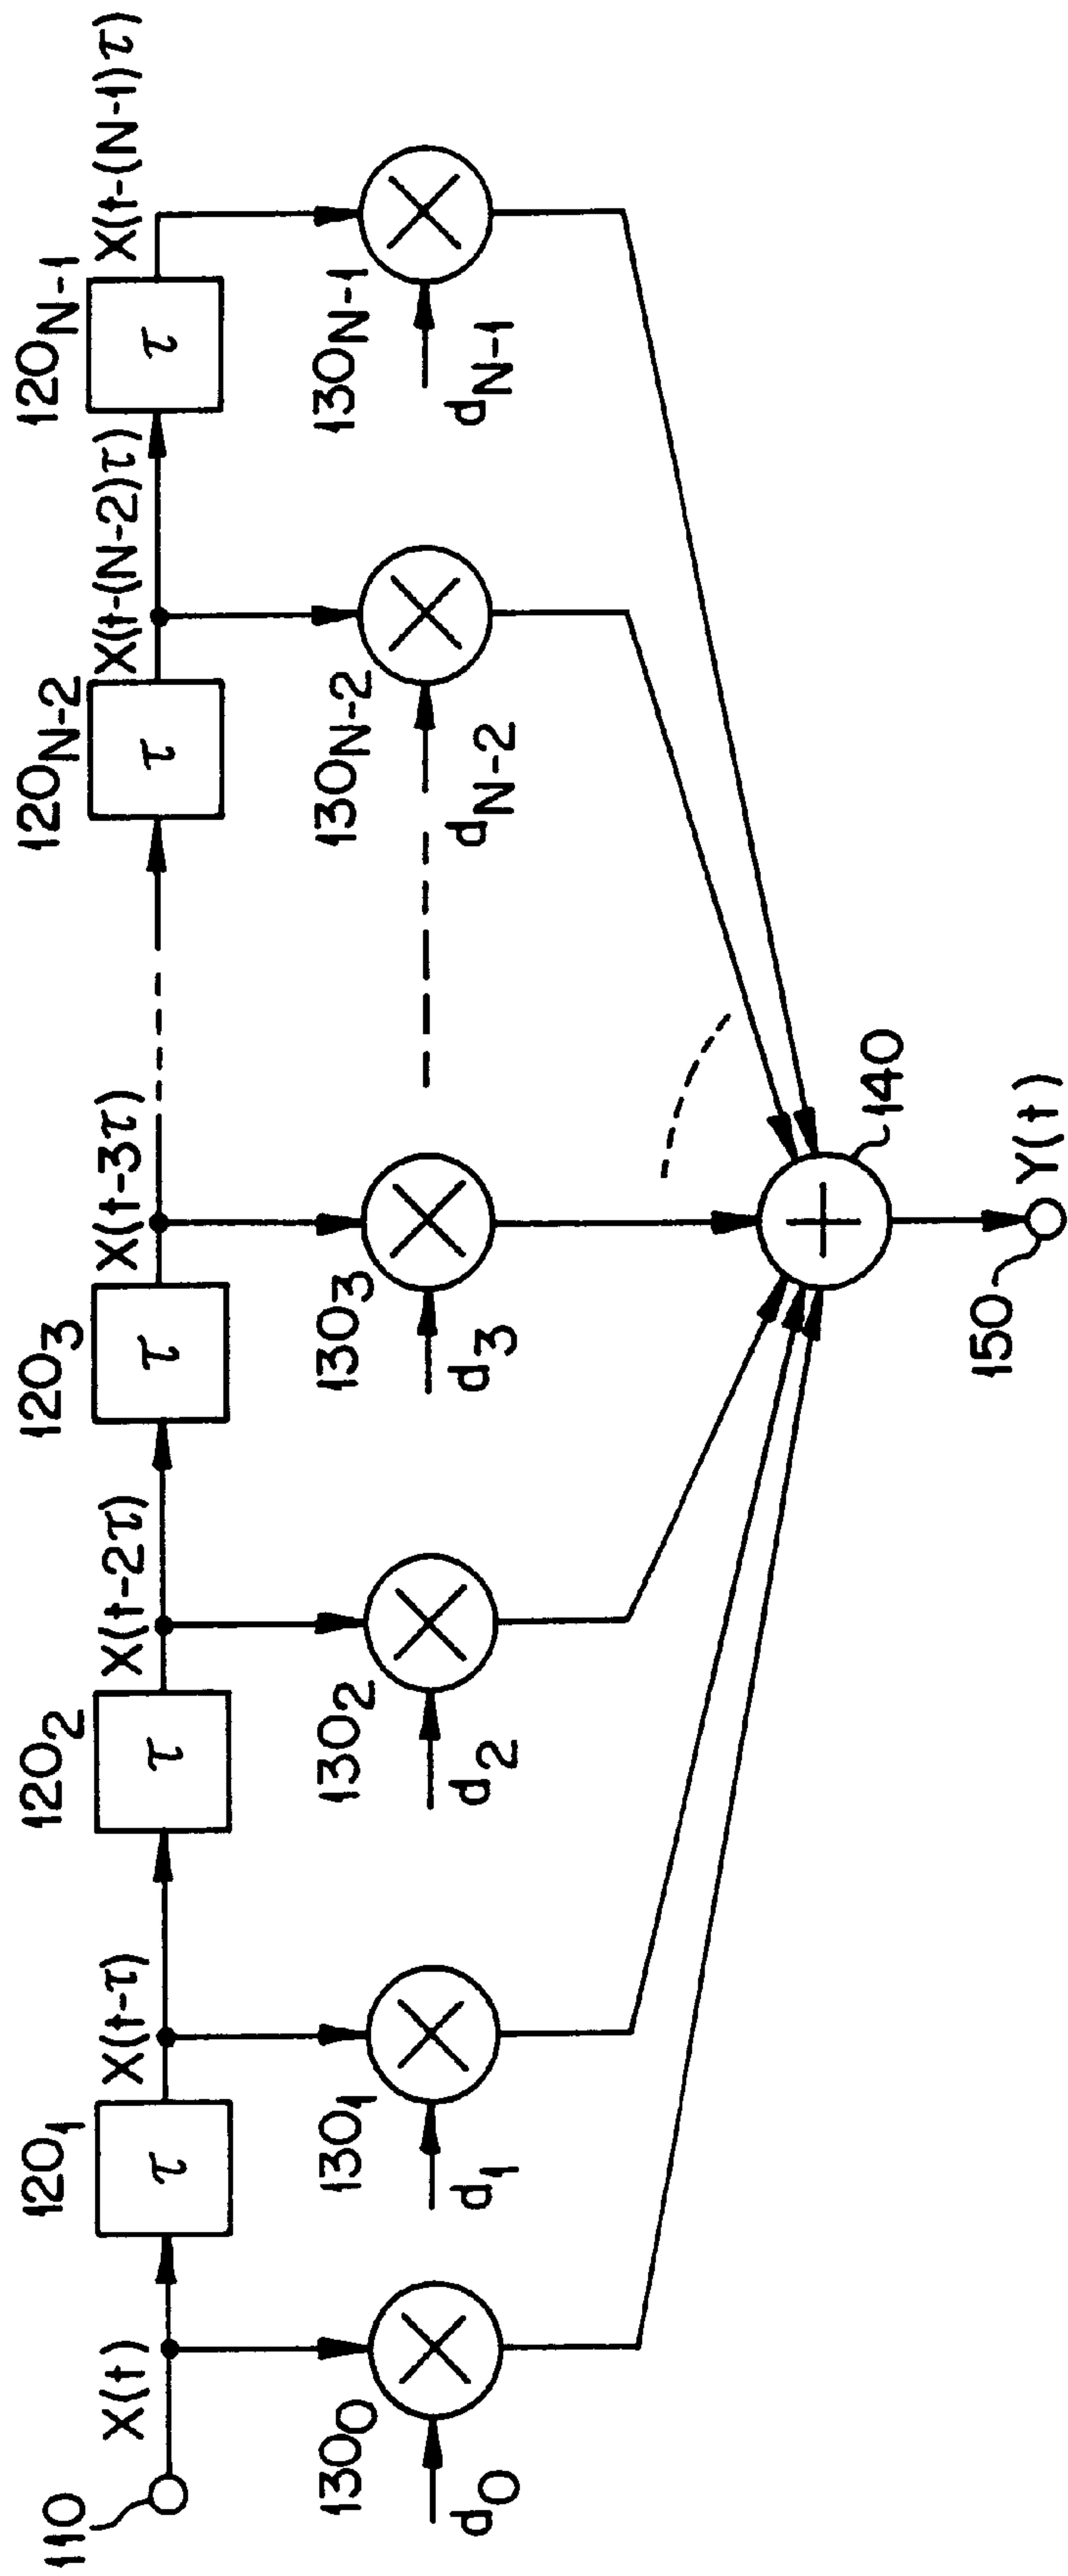 110
X(t)
120₁
τ
X(t-τ)
120₂
τ
X(t-2τ)
120₃
τ
X(t-3τ)
120N-2
τ
X(t-(N-2)τ)
120N-1
τ
X(t-(N-1)τ)
130₀
d₀
130₁
d₁
130₂
d₂
130₃
d₃
130N-2
dN-2
130N-1
dN-1
140
150
Y(t)